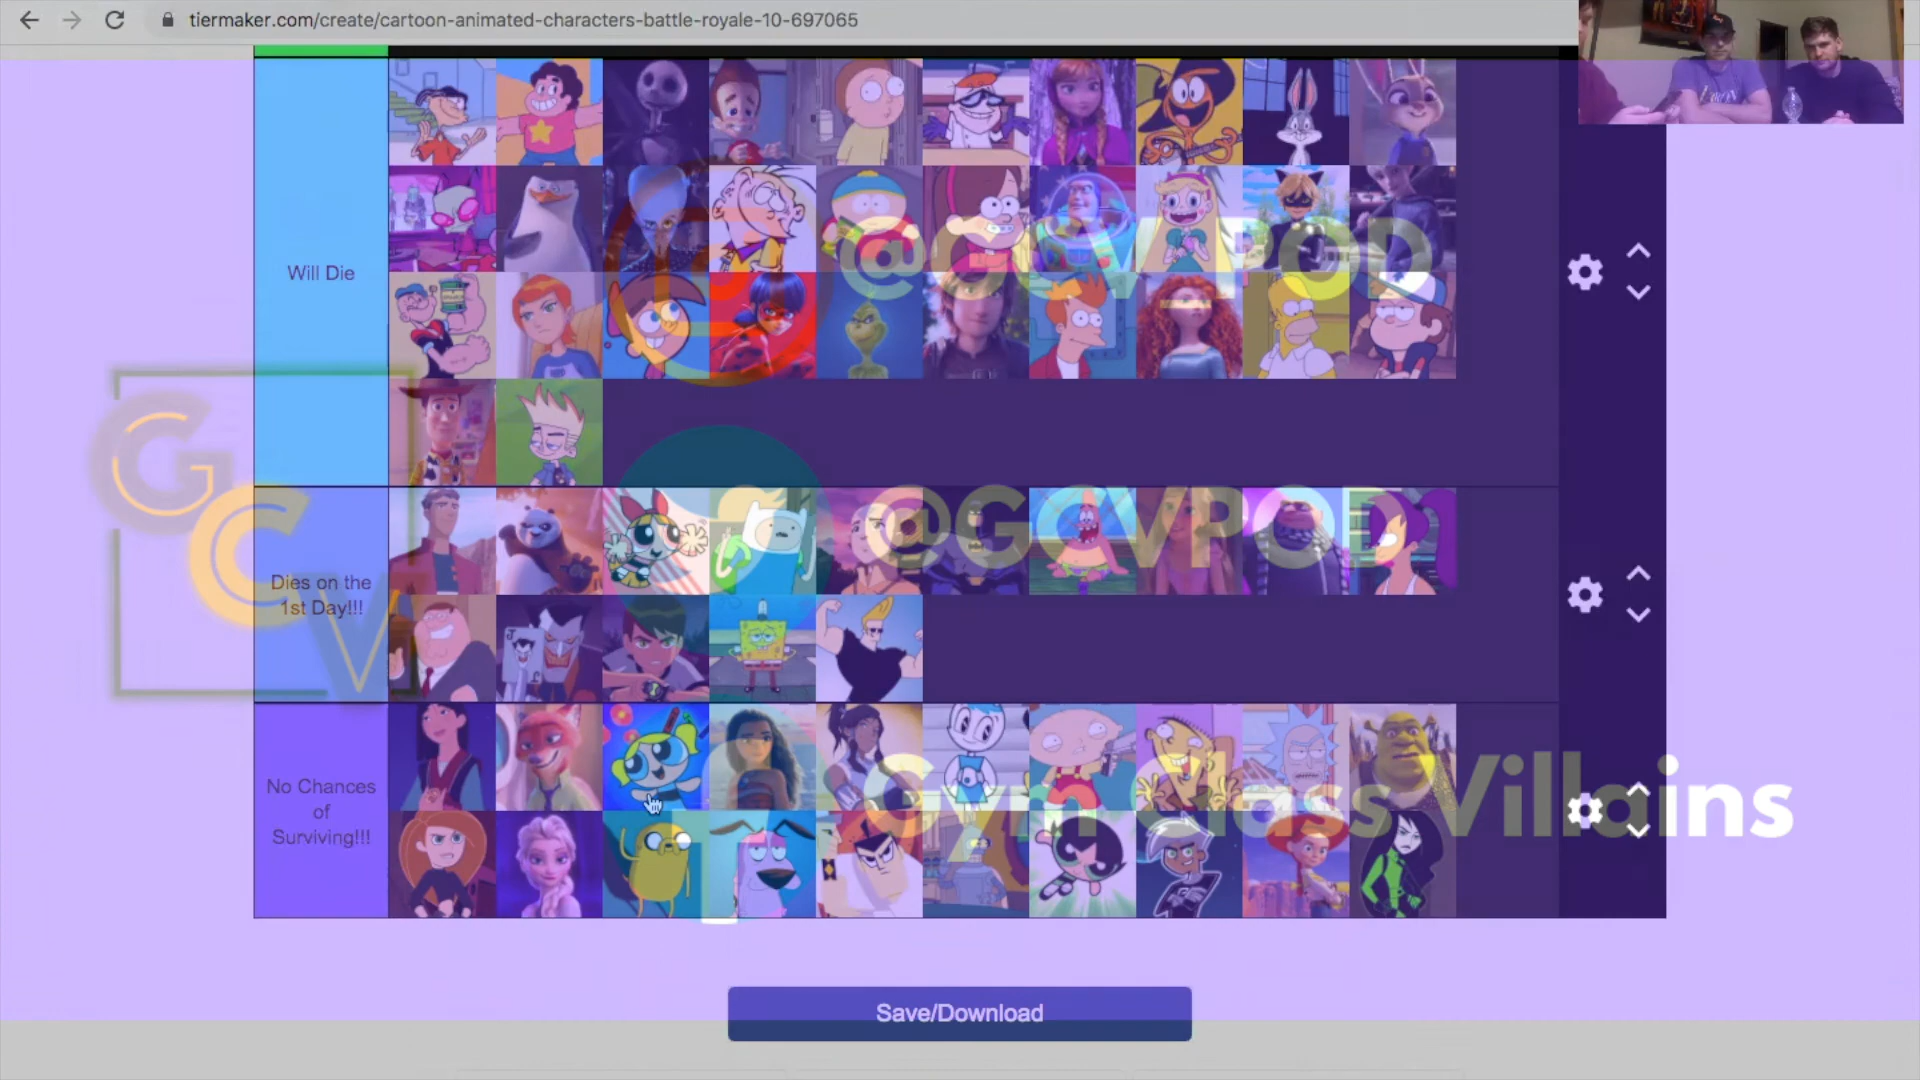 tiermaker.com/create/cartoon-animated-characters-battle-royale-10-697065
Will Die
@GCVPOD
GCV
Dies on the
1st Day!!!
@GCVPOD
No Chances
of
Surviving!!!
Gym Class Villains
Save/Download